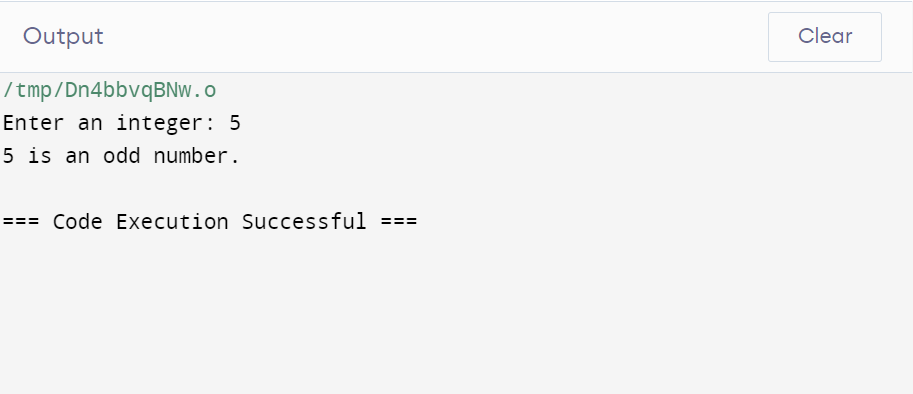 Output
Clear
/tmp/Dn4bbvqBNw.o
Enter an integer: 5
5 is an odd number.
=== Code Execution Successful ===